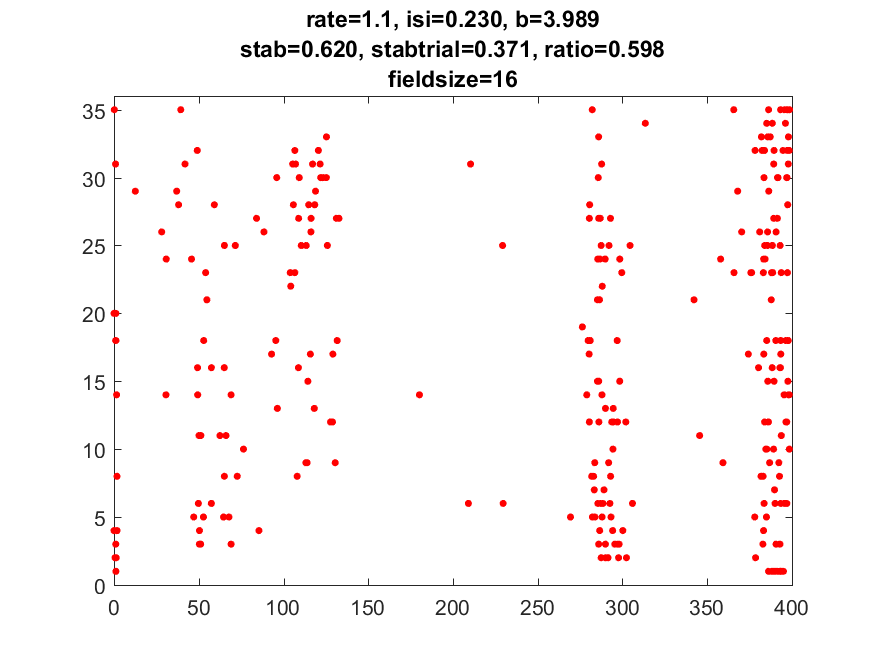 rate=1.1, isi=0.230, b=3.989
stab=0.620, stabtrial=0.371, ratio=0.598
fieldsize=16
35
30
25
20
15
10
5
0
0 50 100 150 200 250 300 350 400